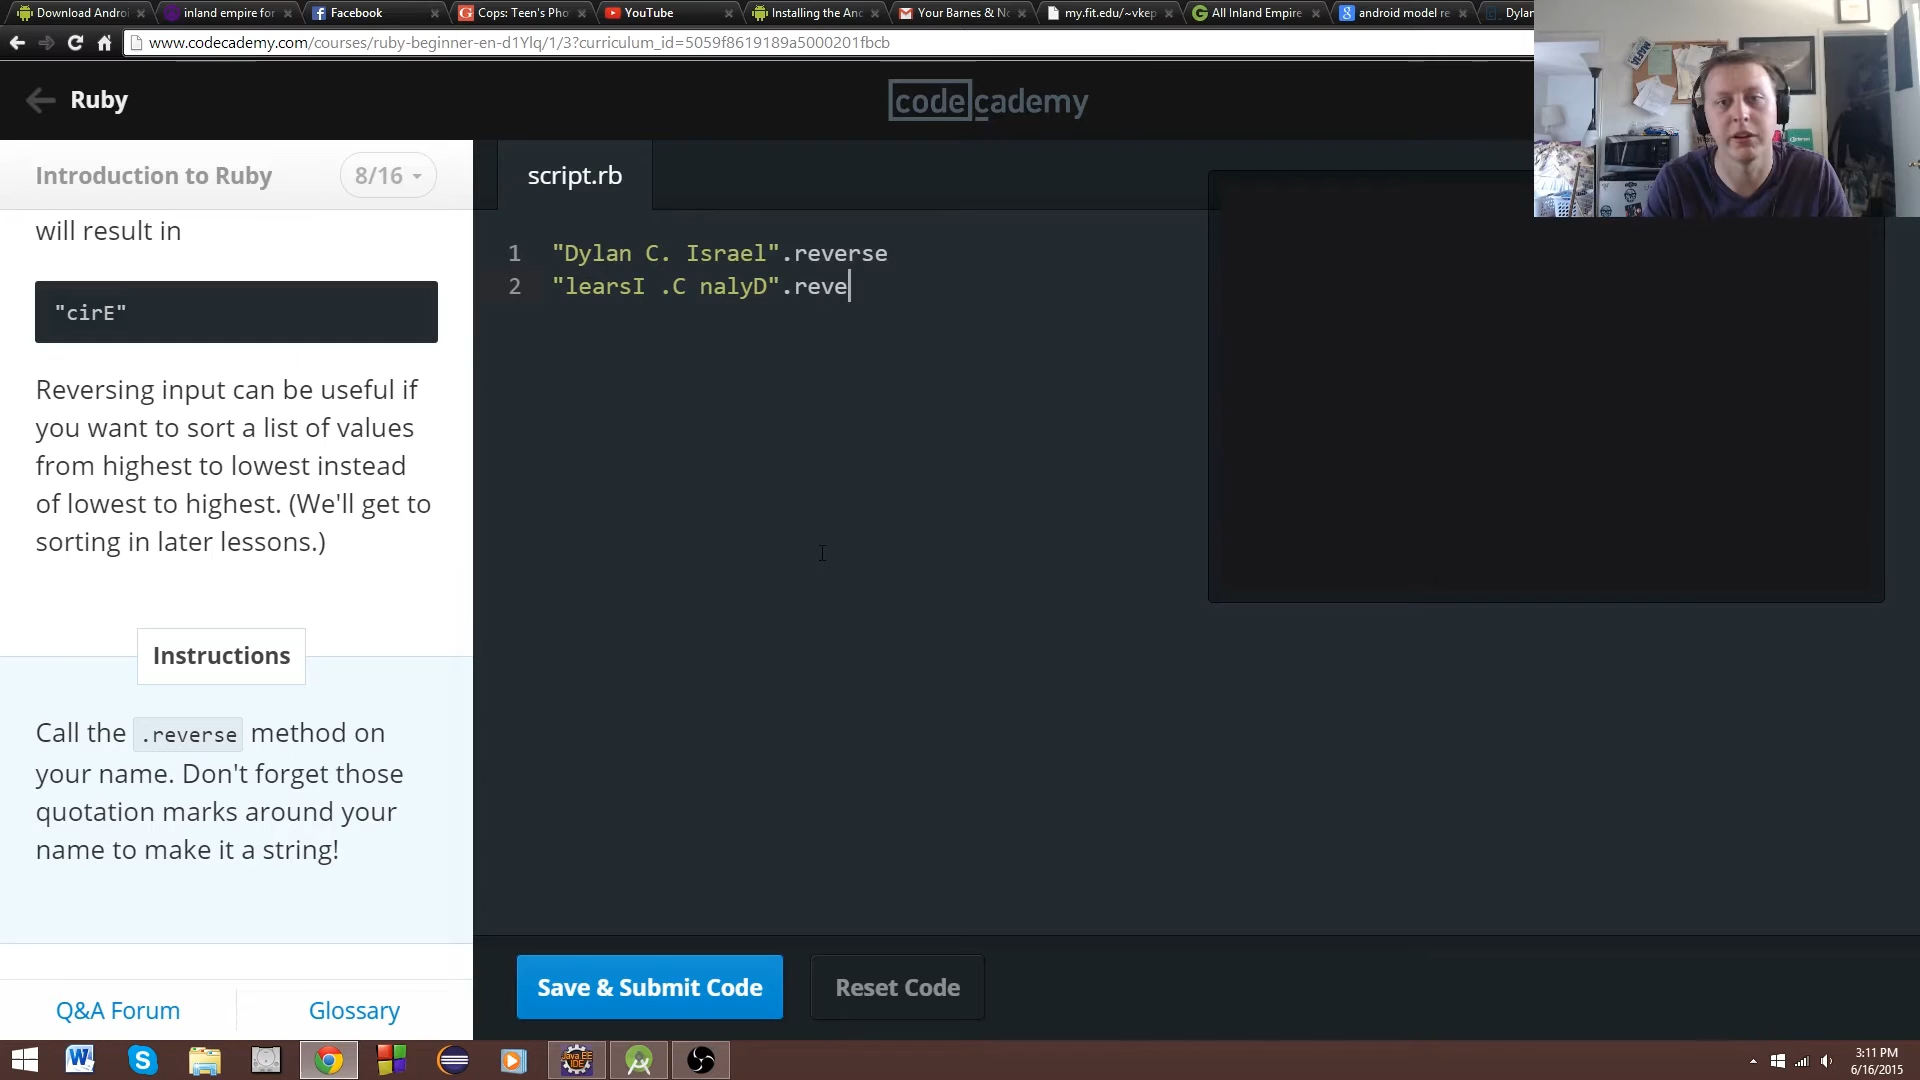 Download Androi
inland empire for
Facebook
Cops: Teen's Pho
YouTube
Installing the And
Your Barnes & No
my.fit.edu/~vkep
All Inland Empire
android model re
Dylan
www.codecademy.com/courses/ruby-beginner-en-d1Ylq/1/3?curriculum_id=5059f8619189a5000201fbcb
Ruby
codecademy
Introduction to Ruby
8/16
script.rb
will result in
"cirE"
Reversing input can be useful if
you want to sort a list of values
from highest to lowest instead
of lowest to highest. (We'll get to
sorting in later lessons.)
Instructions
Call the .reverse method on
your name. Don't forget those
quotation marks around your
name to make it a string!
Q&A Forum
Glossary
1 "Dylan C. Israel".reverse
2 "learsI .C nalyD".reve
Save & Submit Code
Reset Code
MAFIA
Java EE
IDE
3:11 PM
6/16/2015